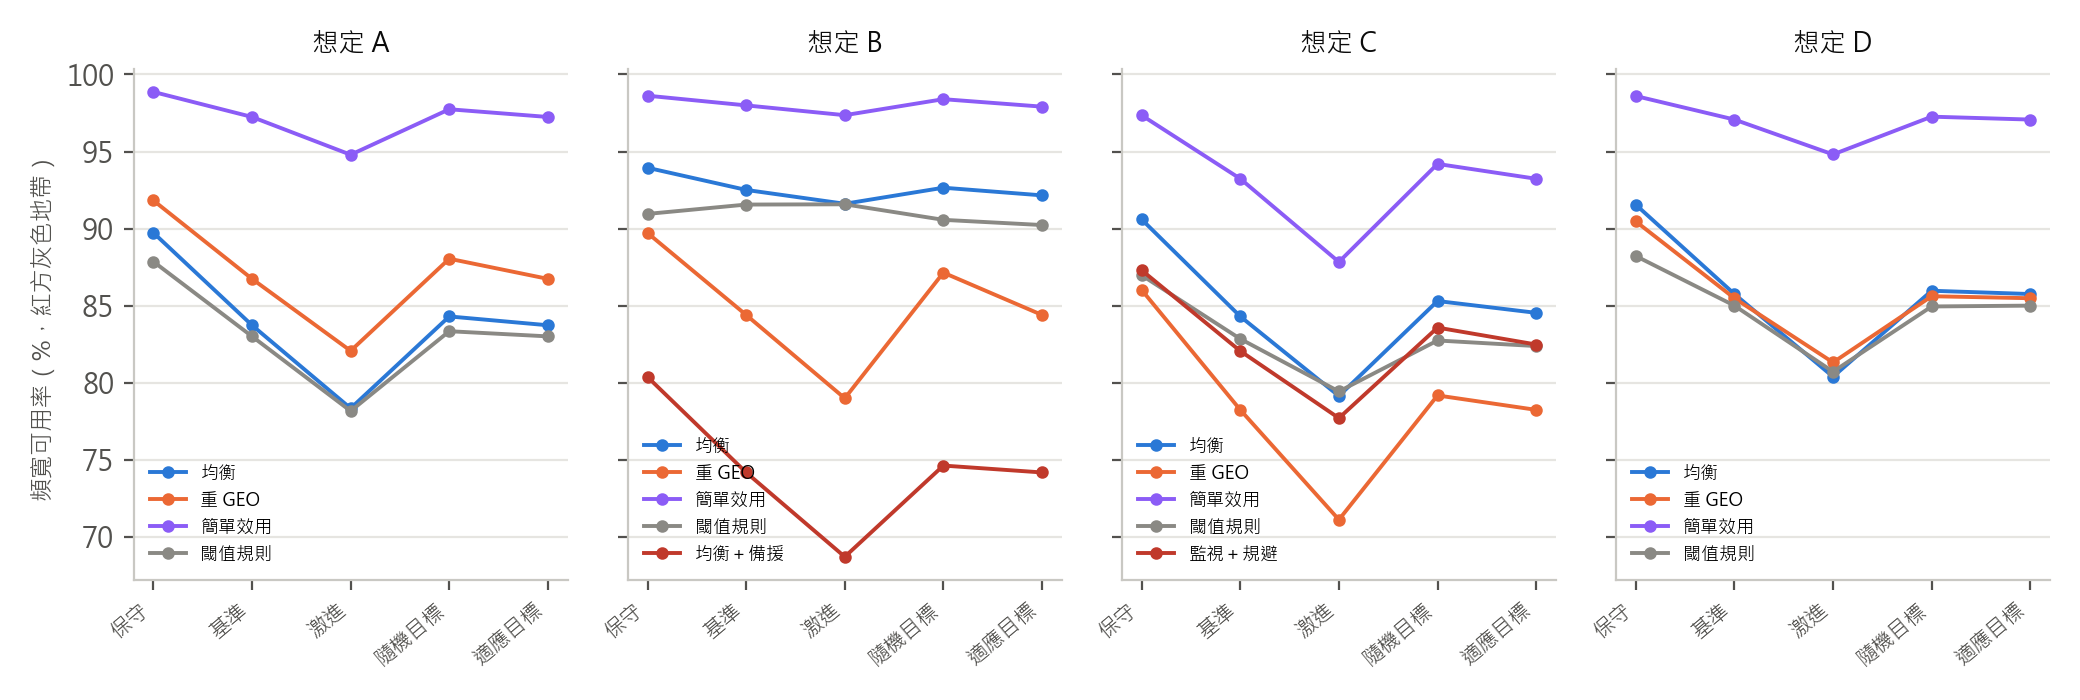 想定 A
想定 B
想定 C
想定 D
頻寬可用率 ( % · 紅方灰色地帶 )
100
95
90
85
80
75
70
均衡
重 GEO
簡單效用
閾值規則
保守
基準
激進
隨機目標
適應目標
均衡
重 GEO
簡單效用
閾值規則
均衡 + 備援
保守
基準
激進
隨機目標
適應目標
均衡
重 GEO
簡單效用
閾值規則
監視 + 規避
保守
基準
激進
隨機目標
適應目標
均衡
重 GEO
簡單效用
閾值規則
保守
基準
激進
隨機目標
適應目標